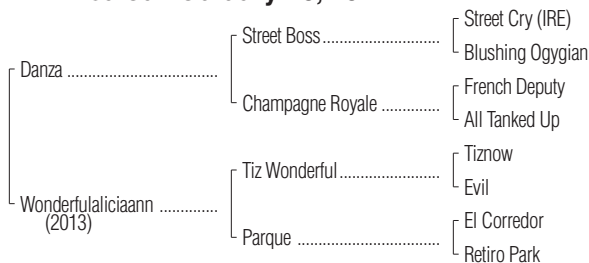 Street Cry (IRE)
Street Boss
Blushing Ogygian
Danza
French Deputy
Champagne Royale
All Tanked Up
Tiznow
Tiz Wonderful
Evil
Wonderfulaliciaann
(2013)
El Corredor
Parque
Retiro Park